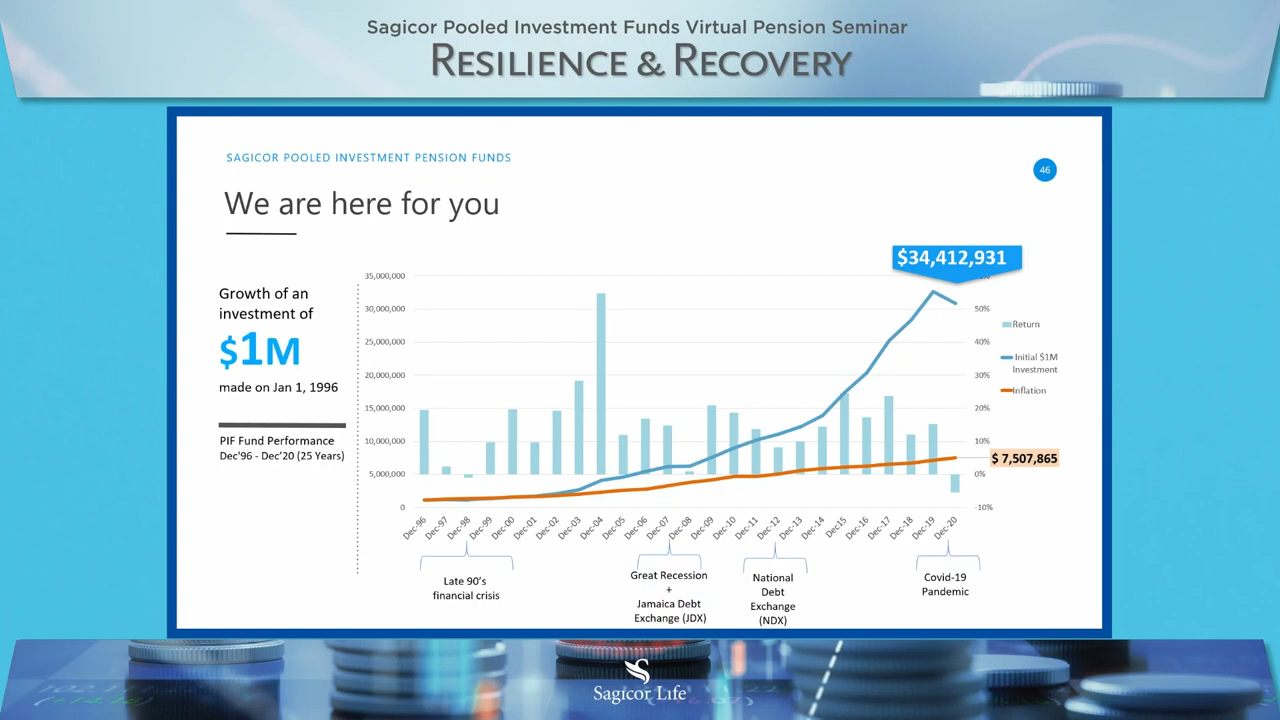 Sagicor Pooled Investment Funds Virtual Pension Seminar
RESILIENCE & RECOVERY
SAGICOR POOLED INVESTMENT PENSION FUNDS
46
We are here for you
Growth of an
investment of
$1M
made on Jan 1, 1996
PIF Fund Performance
Dec'96 - Dec'20 (25 Years)
$34,412,931
35,000,000
30,000,000
25,000,000
20,000,000
15,000,000
10,000,000
5,000,000
0
50%
40%
30%
20%
10%
0%
-10%
Return
Initial $1M
Investment
Inflation
$ 7,507,865
Dec-96
Dec-97
Dec-98
Dec-99
Dec-00
Dec-01
Dec-02
Dec-03
Dec-04
Dec-05
Dec-06
Dec-07
Dec-08
Dec-09
Dec-10
Dec-11
Dec-12
Dec-13
Dec-14
Dec15
Dec-16
Dec-17
Dec-18
Dec-19
Dec-20
Late 90's
financial crisis
Great Recession
+
Jamaica Debt
Exchange (JDX)
National
Debt
Exchange
(NDX)
Covid-19
Pandemic
Sagicor Life